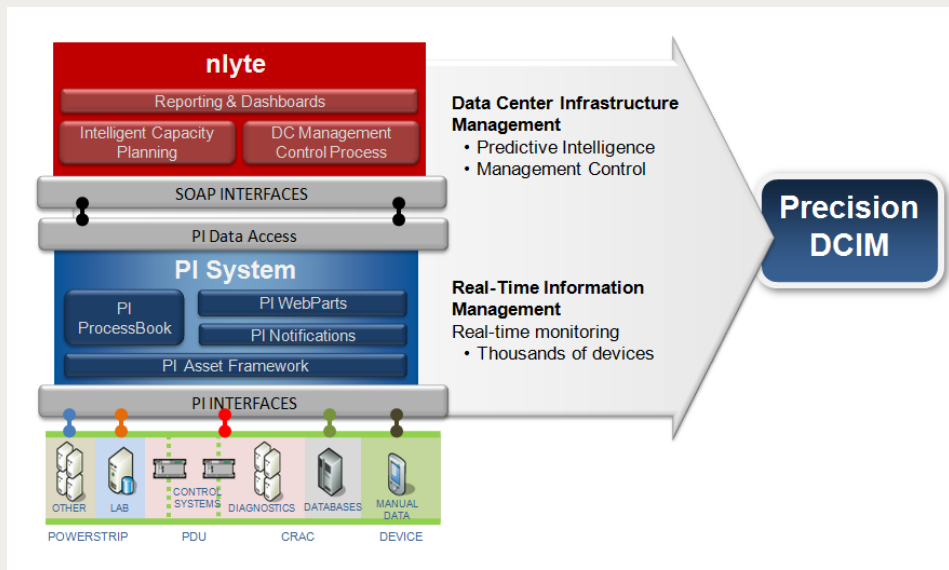 nlyte
Reporting & Dashboards
Intelligent Capacity
Planning
DC Management
Control Process
SOAP INTERFACES
PI Data Access
PI System
PI
ProcessBook
PI WebParts
PI Notifications
PI Asset Framework
PI INTERFACES
OTHER
LAB
CONTROL
SYSTEMS
DIAGNOSTICS
DATABASES
MANUAL
DATA
POWERSTRIP
PDU
CRAC
DEVICE
Data Center Infrastructure
Management
• Predictive Intelligence
• Management Control
Real-Time Information
Management
Real-time monitoring
• Thousands of devices
Precision
DCIM